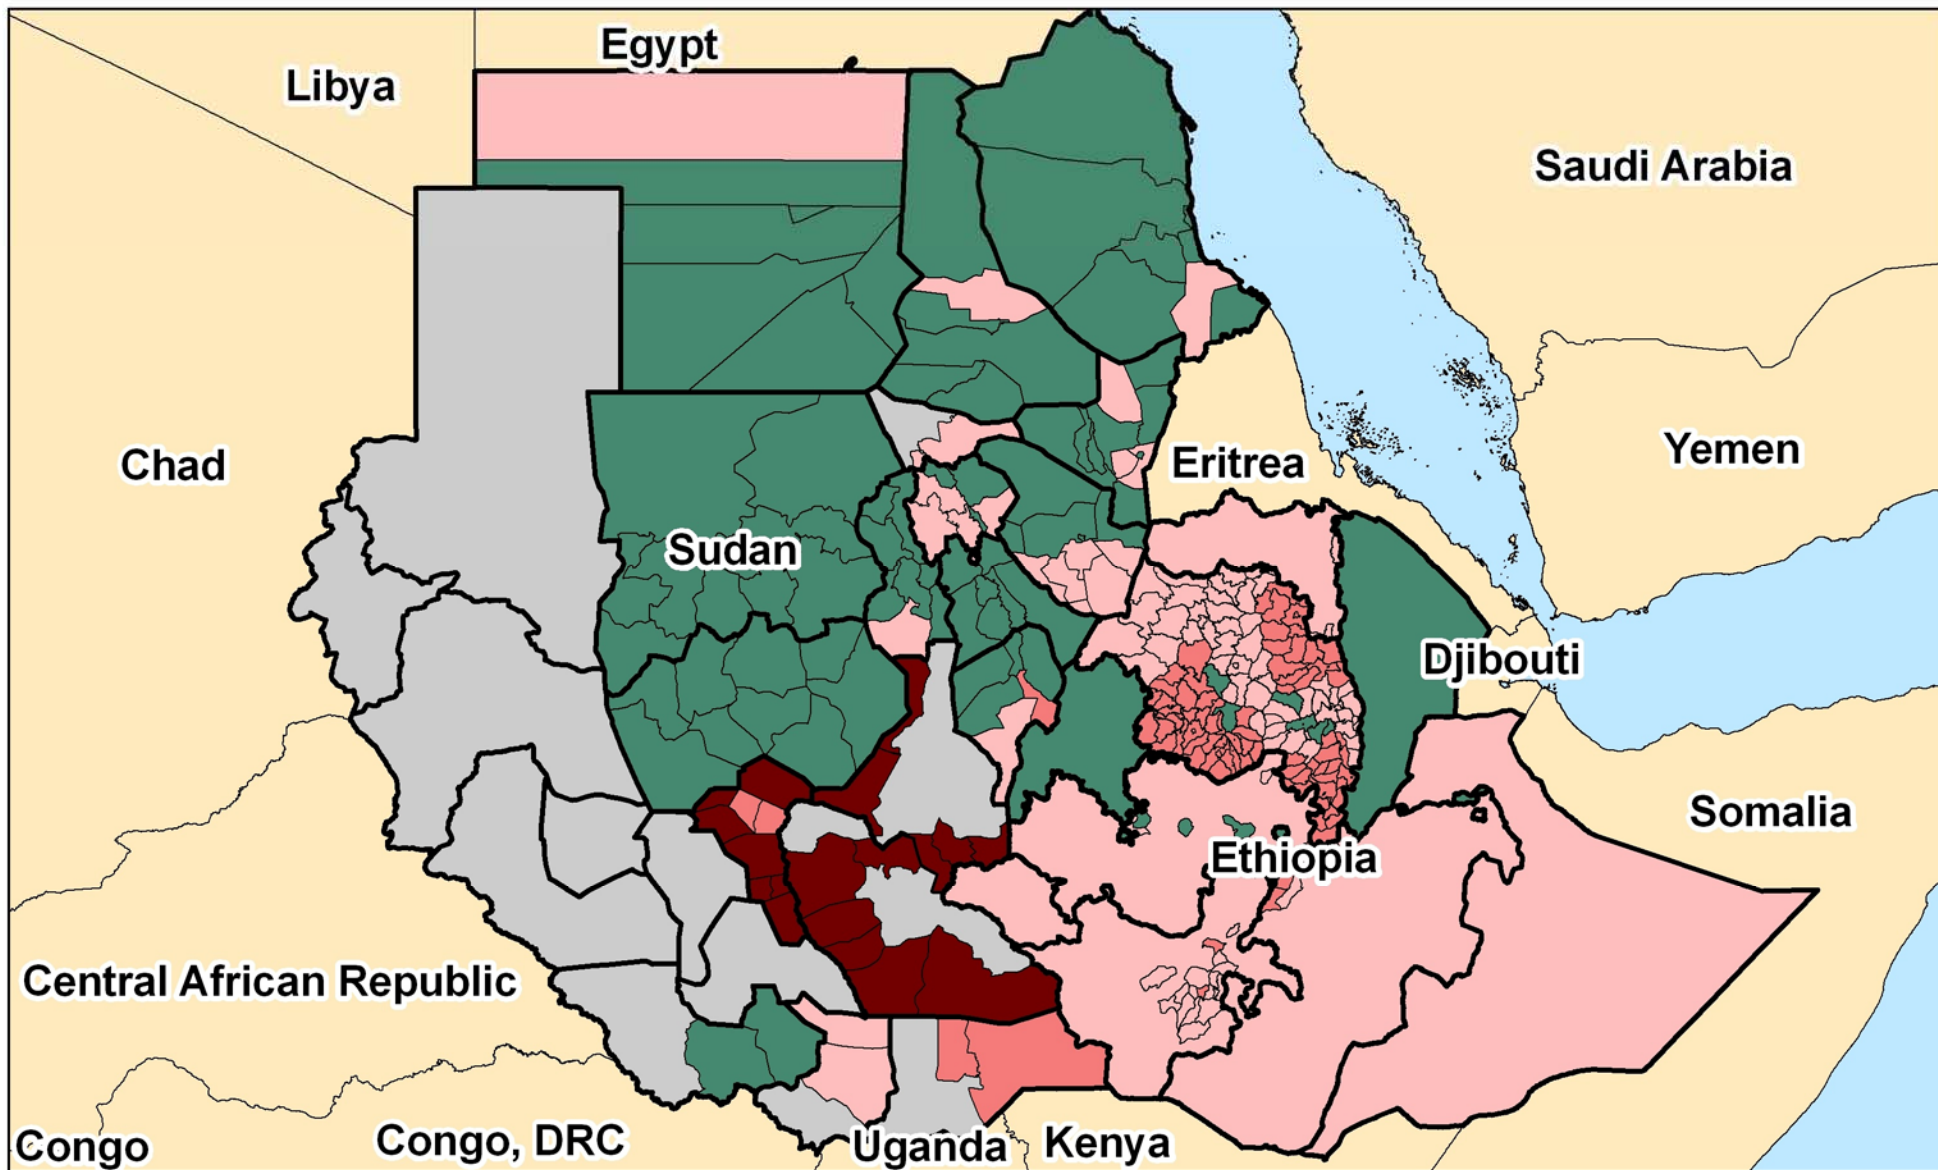 Egypt
Libya
Saudi Arabia
Chad
Eritrea
Yemen
Sudan
Djibouti
Somalia
Ethiopia
Central African Republic
Congo
Congo, DRC
Uganda
Kenya